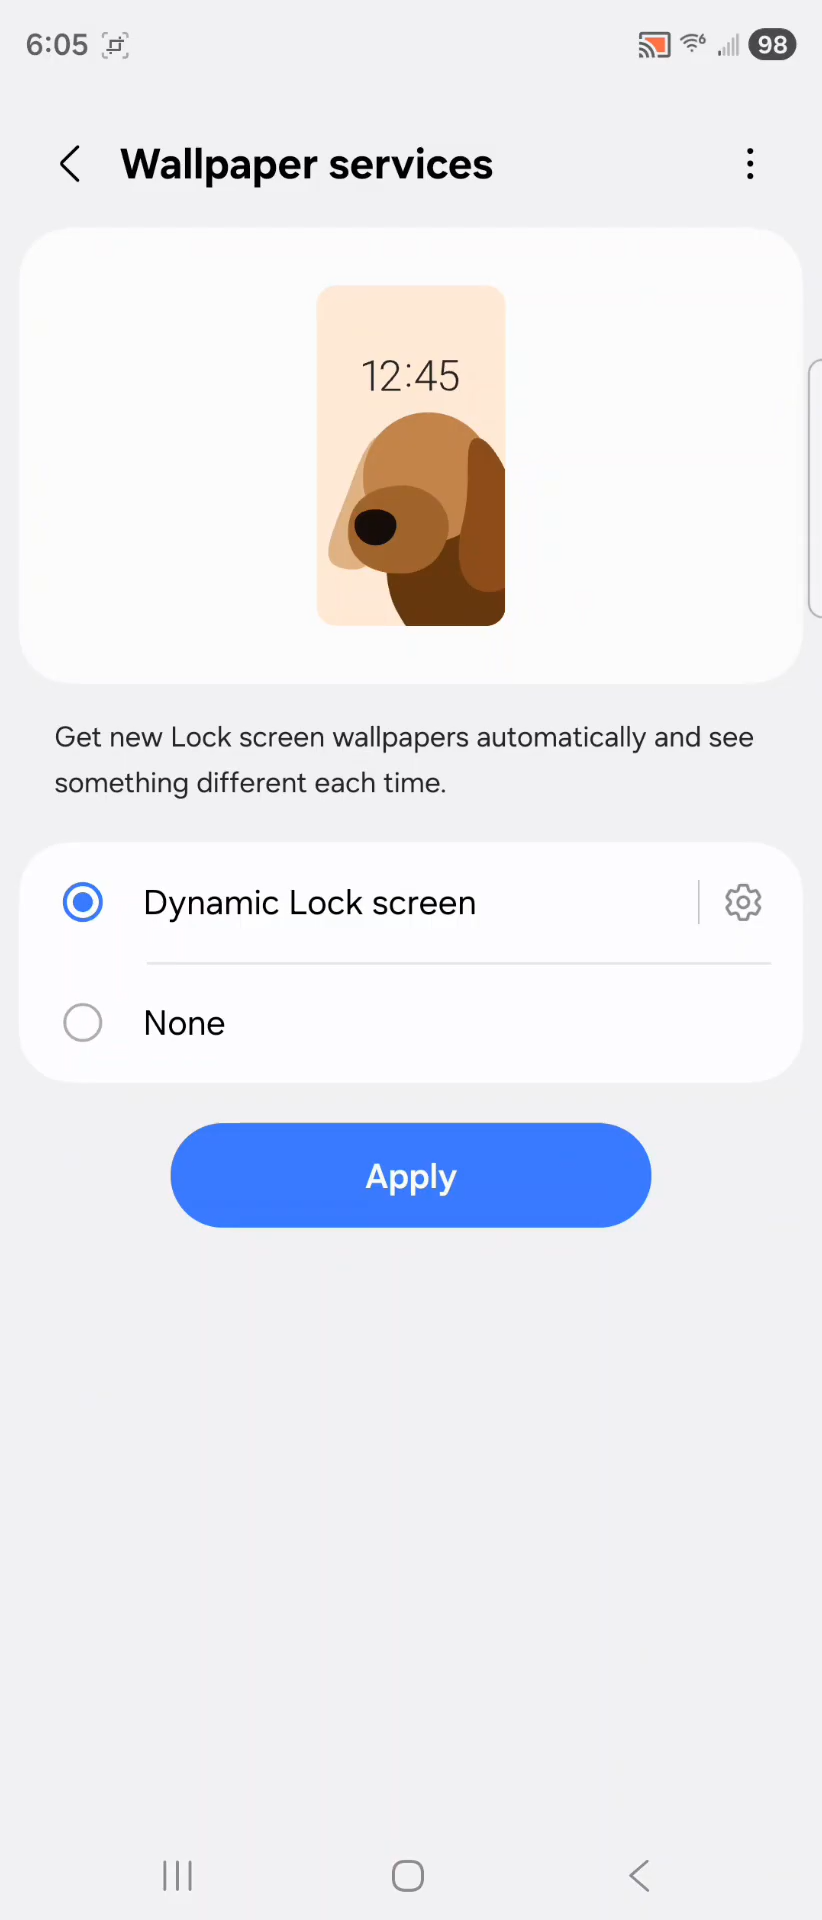 6:05
6
98
Wallpaper services
12:45
Get new Lock screen wallpapers automatically and see
something different each time.
Dynamic Lock screen
None
Apply